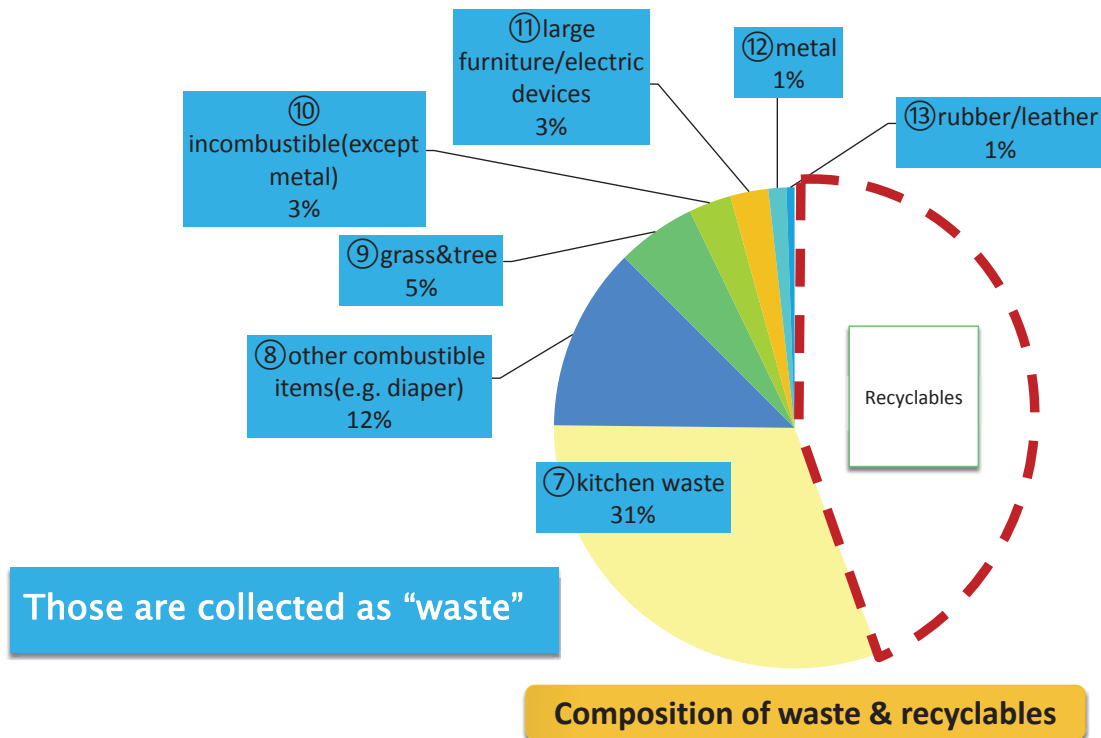 ⑪large
furniture/electric
devices
3%
⑫metal
1%
⑩
incombustible(except
metal)
3%
⑬rubber/leather
1%
⑨grass&tree
5%
⑧other combustible
items(e.g. diaper)
12%
Recyclables
⑦kitchen waste
31%
Those are collected as “waste”
Composition of waste & recyclables